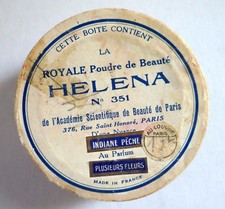 CETTE BOITE CONTIENT
LA
ROYALE Poudre de Beauté
HELENA
No 351
de l'Académie Scientifique de Beauté de Paris
376, Rue Saint Honoré, PARIS
INDIANE PÊCHE
Au Parfum
PLUSIEURS FLEURS
MADE IN FRANCE